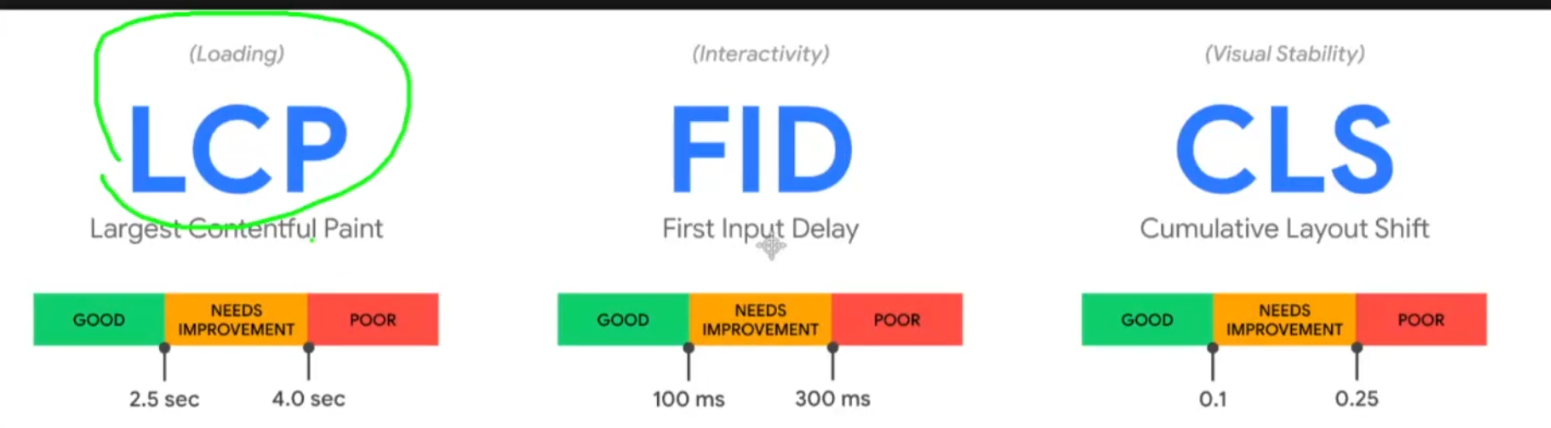 (Loading)
LCP
Largest Contentful Paint
GOOD
NEEDS
IMPROVEMENT
POOR
2.5 sec
4.0 sec
(Interactivity)
FID
First Input Delay
GOOD
NEEDS
IMPROVEMENT
POOR
100 ms
300 ms
(Visual Stability)
CLS
Cumulative Layout Shift
GOOD
NEEDS
IMPROVEMENT
POOR
0.1
0.25